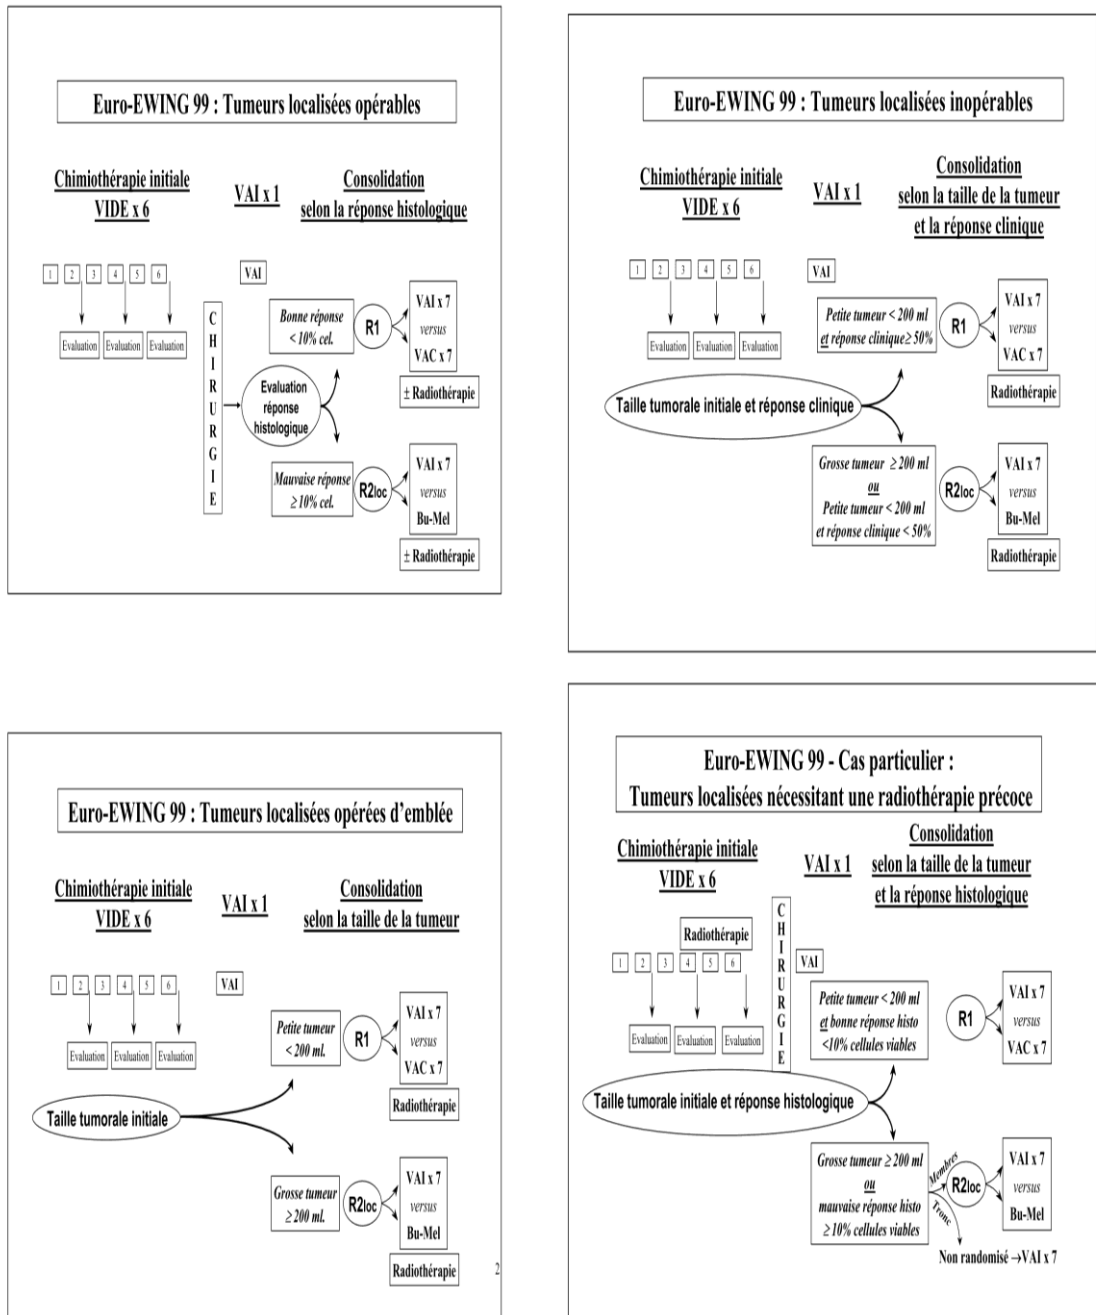 Euro-EWING 99 : Tumeurs localisées opérables
Chimiothérapie initiale
VIDE x 6
VAI x 1
Consolidation
selon la réponse histologique
1 2 3 4 5 6
VAI
Evaluation Evaluation Evaluation
CHIRURGIE
Evaluation
réponse
histologique
Bonne réponse
< 10% cel.
R1
VAI x 7
versus
VAC x 7
± Radiothérapie
Mauvaise réponse
≥ 10% cel.
R2loc
VAI x 7
versus
Bu-Mel
± Radiothérapie
Euro-EWING 99 : Tumeurs localisées inopérables
Chimiothérapie initiale
VIDE x 6
VAI x 1
Consolidation
selon la taille de la tumeur
et la réponse clinique
1 2 3 4 5 6
VAI
Evaluation Evaluation Evaluation
Taille tumorale initiale et réponse clinique
Petite tumeur < 200 ml
et réponse clinique ≥ 50%
R1
VAI x 7
versus
VAC x 7
Radiothérapie
Grosse tumeur ≥ 200 ml
ou
Petite tumeur < 200 ml
et réponse clinique < 50%
R2loc
VAI x 7
versus
Bu-Mel
Radiothérapie
Euro-EWING 99 : Tumeurs localisées opérées d'emblée
Chimiothérapie initiale
VIDE x 6
VAI x 1
Consolidation
selon la taille de la tumeur
1 2 3 4 5 6
VAI
Evaluation Evaluation Evaluation
Taille tumorale initiale
Petite tumeur
< 200 ml.
R1
VAI x 7
versus
VAC x 7
Radiothérapie
Grosse tumeur
≥ 200 ml.
R2loc
VAI x 7
versus
Bu-Mel
Radiothérapie
2
Euro-EWING 99 - Cas particulier :
Tumeurs localisées nécessitant une radiothérapie précoce
Chimiothérapie initiale
VIDE x 6
VAI x 1
Consolidation
selon la taille de la tumeur
et la réponse histologique
Radiothérapie
1 2 3 4 5 6
CHIRURGIE
VAI
Evaluation Evaluation Evaluation
Taille tumorale initiale et réponse histologique
Petite tumeur < 200 ml
et bonne réponse histo
<10% cellules viables
R1
VAI x 7
versus
VAC x 7
Grosse tumeur ≥ 200 ml
ou
mauvaise réponse histo
≥ 10% cellules viables
Membres
Tronc
R2loc
VAI x 7
versus
Bu-Mel
Non randomisé → VAI x 7